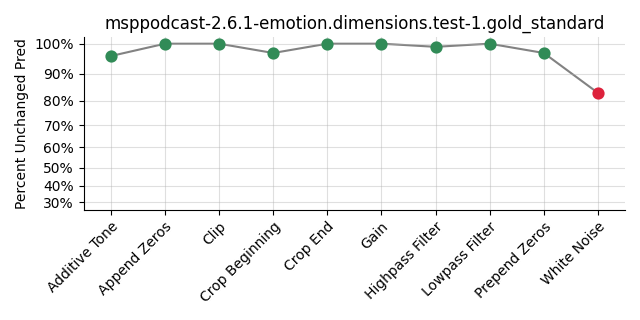 msppodcast-2.6.1-emotion.dimensions.test-1.gold_standard
Percent Unchanged Pred
100%
90%
80%
70%
60%
50%
40%
30%
Additive Tone
Append Zeros
Clip
Crop Beginning
Crop End
Gain
Highpass Filter
Lowpass Filter
Prepend Zeros
White Noise